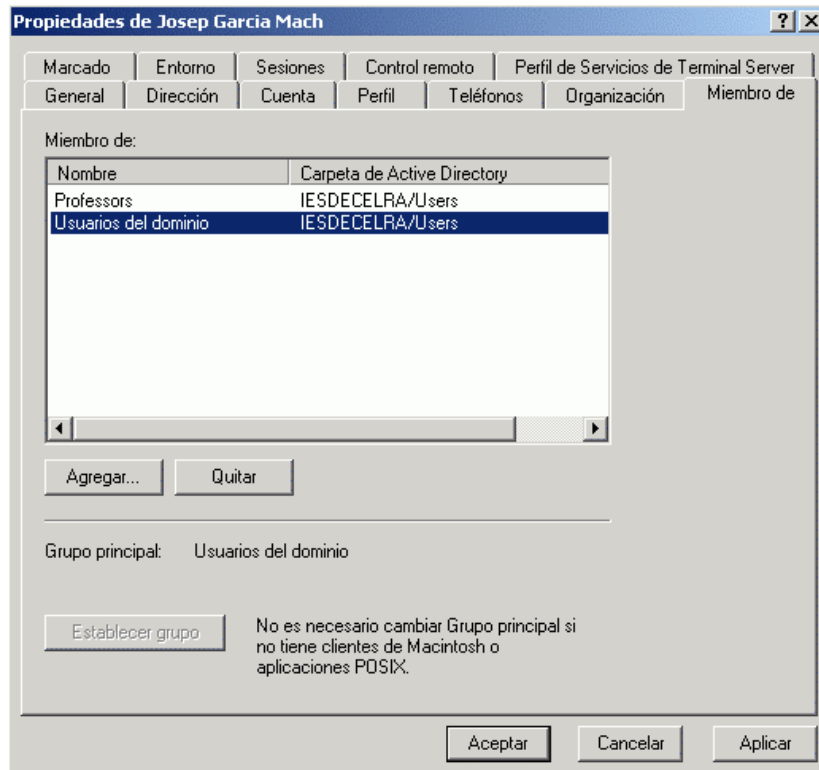 Propiedades de Josep Garcia Mach
Marcado Entorno Sesiones Control remoto Perfil de Servicios de Terminal Server
General Dirección Cuenta Perfil Teléfonos Organización Miembro de
Miembro de:
Nombre Carpeta de Active Directory
Professors IESDECELRA/Users
Usuarios del dominio IESDECELRA/Users
Agregar... Quitar
Grupo principal: Usuarios del dominio
Establecer grupo
No es necesario cambiar Grupo principal si
no tiene clientes de Macintosh o
aplicaciones POSIX.
Aceptar Cancelar Aplicar